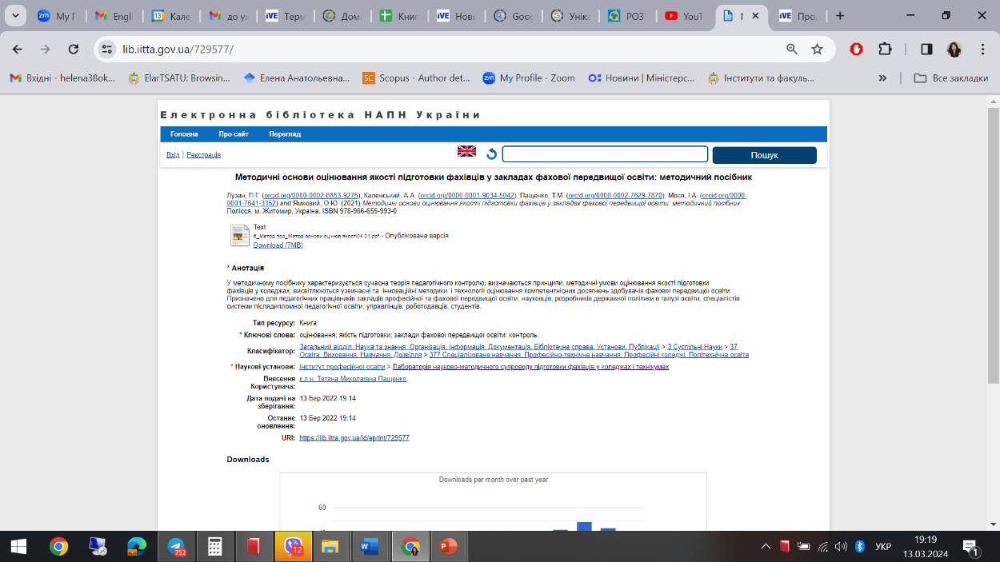 My P
Engli
Кале
до у
Терм
Дом
Книг
Нові
Goo
Уніка
РОЗ'
YouT
Про.
lib.iitta.gov.ua/729577/
Вхідні - helena38ok...
ElarTSATU: Browsin...
Елена Анатольевна...
Scopus - Author det...
My Profile - Zoom
Новини | Міністерс...
Інститути та факуль...
»
Все закладки
Електронна бібліотека НАПН України
Головна Про сайт Перегляд
Вхід | Реєстрація
Пошук
Методичні основи оцінювання якості підготовки фахівців у закладах фахової передвищої освіти: методичний посібник
Лузан, П.Г. (orcid.org/0000-0002-8853-9275), Каленський, А.А. (orcid.org/0000-0001-9034-5042), Пащенко, Т.М. (orcid.org/0000-0002-7629-7870), Мося, І.А. (orcid.org/0000-
0001-7641-3352) and Ямковий, О.Ю. (2021) Методичні основи оцінювання якості підготовки фахівців у закладах фахової передвищої освіти: методичний посібник .
Полісся, м. Житомир, Україна. ISBN 978-966-655-993-0
Text
6_Метод пос_Метод основи оцінюв якості04.01.pdf - Опублікована версія
Download (7MB)
* Анотація
У методичному посібнику характеризується сучасна теорія педагогічного контролю, визначаються принципи, методичні умови оцінювання якості підготовки
фахівців у коледжах, висвітлюються узвичаєні та інноваційні методики і технології оцінювання компетентнісних досягнень здобувачів фахової передвищої освіти.
Призначено для педагогічних працівників закладів професійної та фахової передвищої освіти, науковців, розробників державної політики в галузі освіти, спеціалістів
системи післядипломної педагогічної освіти, управлінців, роботодавців, студентів.
Тип ресурсу: Книга
* Ключові слова: оцінювання; якість підготовки; заклади фахової передвищої освіти; контроль.
Класифікатор: Загальний відділ. Наука та знання. Організація. Інформація. Документація. Бібліотечна справа. Установи. Публікації > 3 Суспільні Науки > 37
Освіта. Виховання. Навчання. Дозвілля > 377 Спеціалізоване навчання. Професійно-технічне навчання. Професійні коледжі. Політехнічна освіта
* Наукові установи: Інститут професійної освіти > Лабораторія науково-методичного супроводу підготовки фахівців у коледжах і технікумах
Внесення
Користувача: к.п.н. Тетяна Миколаївна Пащенко
Дата подачі на
зберігання: 13 Бер 2022 19:14
Останнє
оновлення: 13 Бер 2022 19:14
URI: https://lib.iitta.gov.ua/id/eprint/729577
Downloads
Downloads per month over past year
60
752
12
УКР
19:19
13.03.2024
1